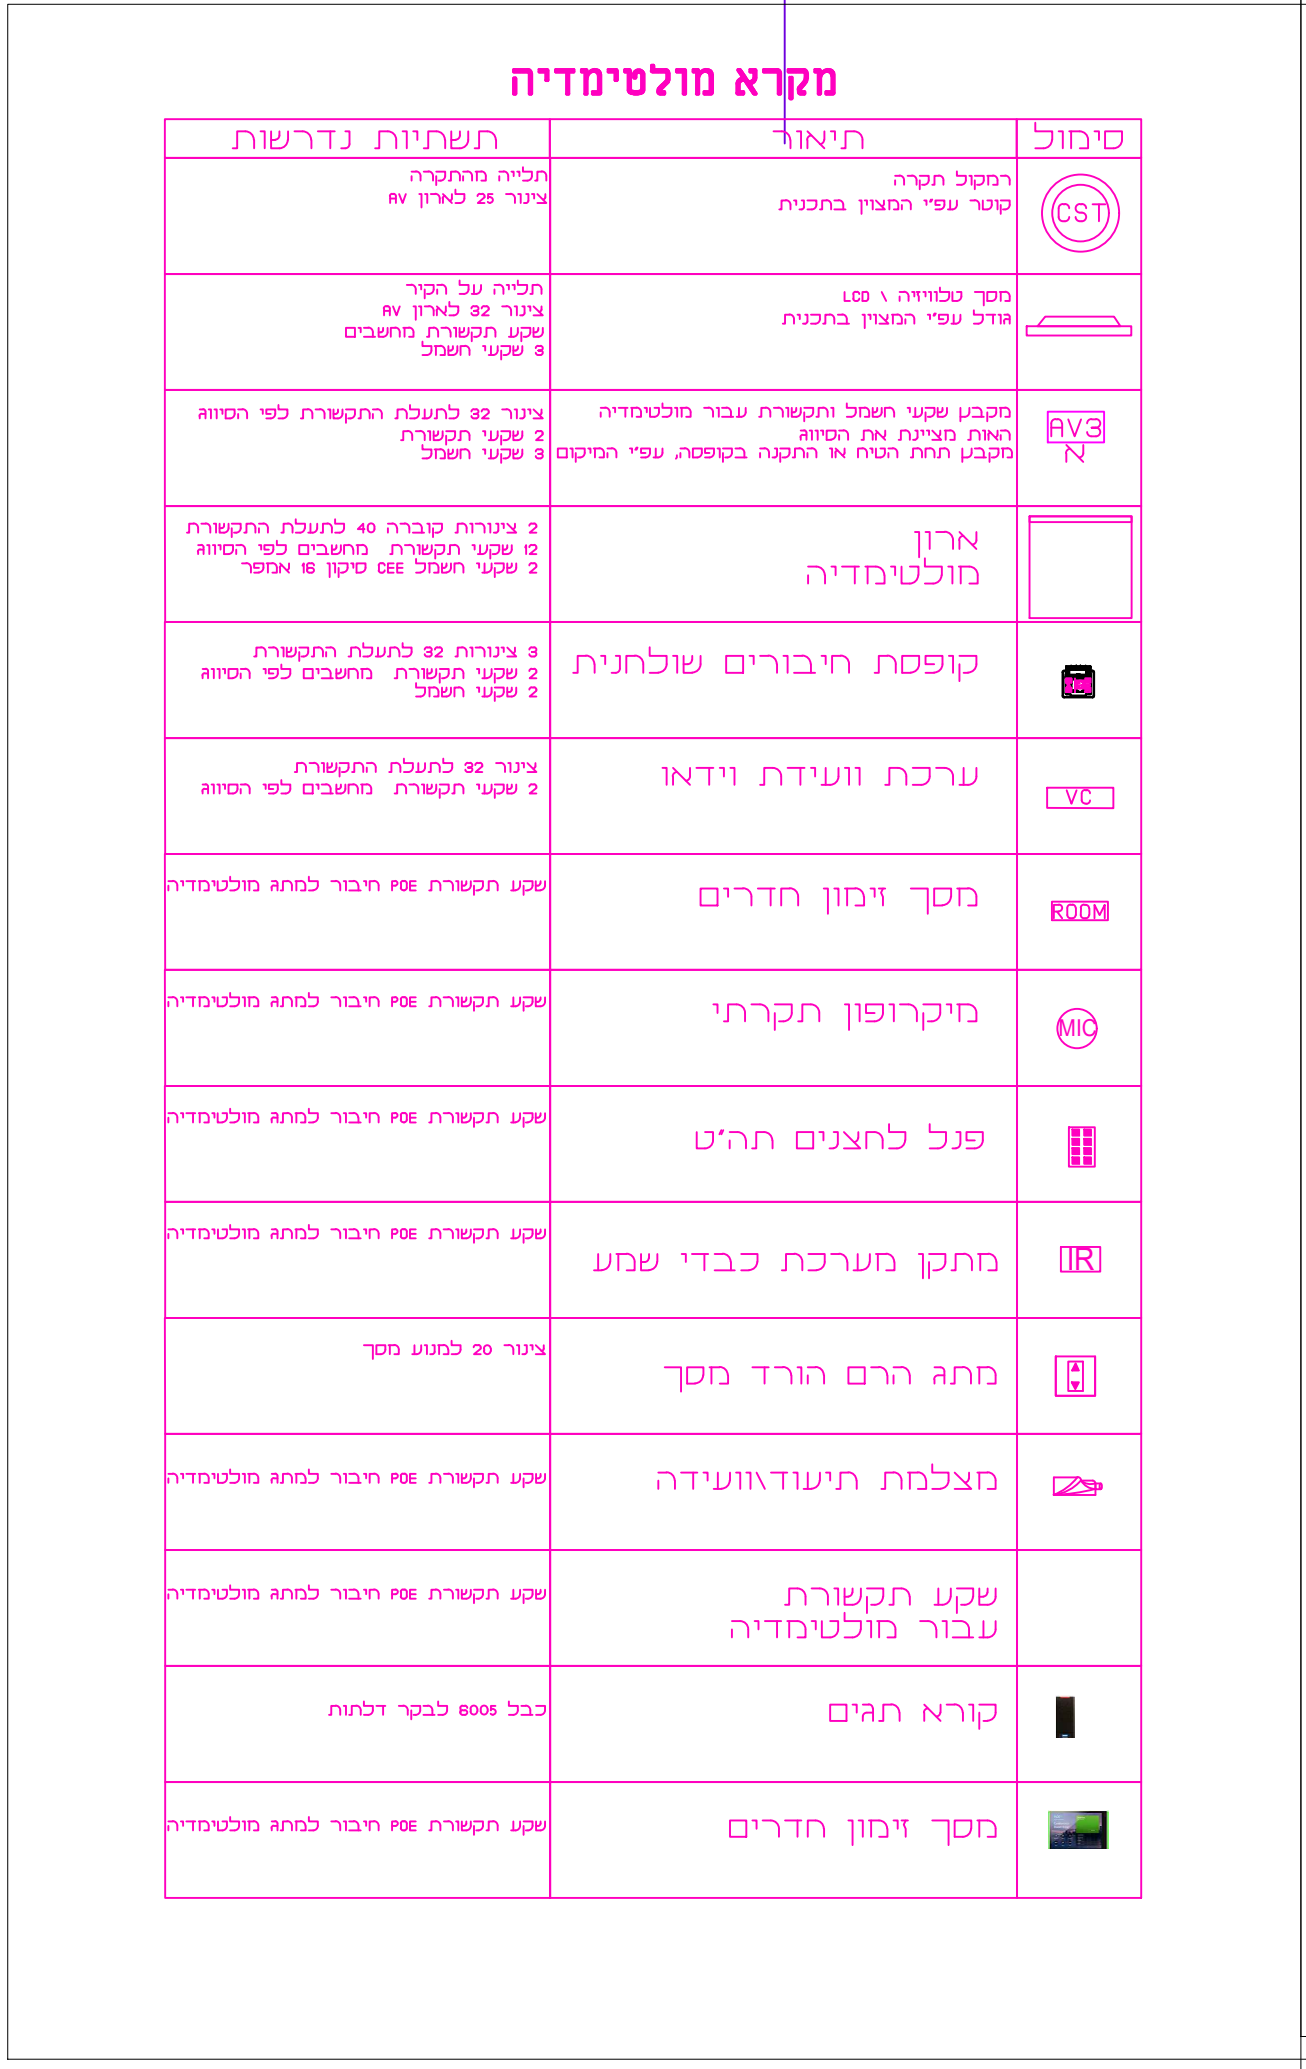 מקרא מולטימדיה
סימול
תיאור
תשתיות נדרשות
CST
רמקול תקרה
קוטר עפ״י המצוין בתכנית
תלייה מהתקרה
צינור 25 לארון AV
מסך טלוויזיה \ LCD
גודל עפ״י המצוין בתכנית
תלייה על הקיר
צינור 32 לארון AV
שקע תקשורת מחשבים
3 שקעי חשמל
AV3
א
מקבץ שקעי חשמל ותקשורת עבור מולטימדיה
האות מציינת את הסיווג
מקבץ תחת הטיח או התקנה בקופסה, עפ״י המיקום
צינור 32 לתעלת התקשורת לפי הסיווג
2 שקעי תקשורת
3 שקעי חשמל
ארון
מולטימדיה
2 צינורות קוברה 40 לתעלת התקשורת
12 שקעי תקשורת מחשבים לפי הסיווג
2 שקעי חשמל CEE סיקון 16 אמפר
קופסת חיבורים שולחנית
3 צינורות 32 לתעלת התקשורת
2 שקעי תקשורת מחשבים לפי הסיווג
2 שקעי חשמל
VC
ערכת וועידת וידאו
צינור 32 לתעלת התקשורת
2 שקעי תקשורת מחשבים לפי הסיווג
ROOM
מסך זימון חדרים
שקע תקשורת POE חיבור למתג מולטימדיה
MIC
מיקרופון תקרתי
שקע תקשורת POE חיבור למתג מולטימדיה
פנל לחצנים תה״ט
שקע תקשורת POE חיבור למתג מולטימדיה
IR
מתקן מערכת כבדי שמע
שקע תקשורת POE חיבור למתג מולטימדיה
מתג הרם הורד מסך
צינור 20 למנוע מסך
מצלמת תיעוד\וועידה
שקע תקשורת POE חיבור למתג מולטימדיה
שקע תקשורת
עבור מולטימדיה
שקע תקשורת POE חיבור למתג מולטימדיה
קורא תגים
כבל 6005 לבקר דלתות
מסך זימון חדרים
שקע תקשורת POE חיבור למתג מולטימדיה